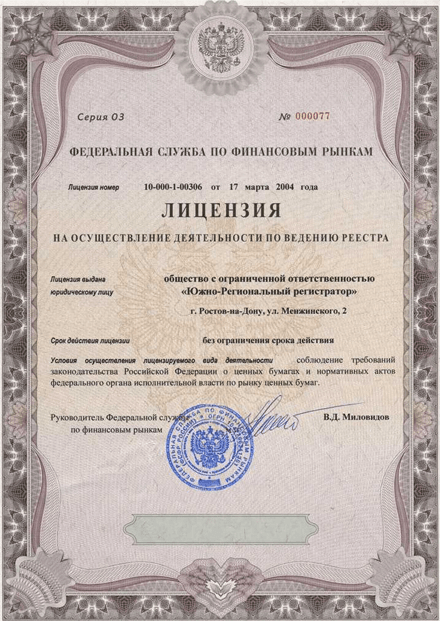 Серия 03 № 000077
ФЕДЕРАЛЬНАЯ СЛУЖБА ПО ФИНАНСОВЫМ РЫНКАМ
Лицензия номер 10-000-1-00306 от 17 марта 2004 года
ЛИЦЕНЗИЯ
НА ОСУЩЕСТВЛЕНИЕ ДЕЯТЕЛЬНОСТИ ПО ВЕДЕНИЮ РЕЕСТРА
Лицензия выдана общество с ограниченной ответственностью
юридическому лицу «Южно-Региональный регистратор»
г. Ростов-на-Дону, ул. Менжинского, 2
Срок действия лицензии без ограничения срока действия
Условия осуществления лицензируемого вида деятельности соблюдение требований
законодательства Российской Федерации о ценных бумагах и нормативных актов
федерального органа исполнительной власти по рынку ценных бумаг.
Руководитель Федеральной службы В.Д. Миловидов
по финансовым рынкам
ФЕДЕРАЛЬНАЯ СЛУЖБА ПО ФИНАНСОВЫМ РЫНКАМ